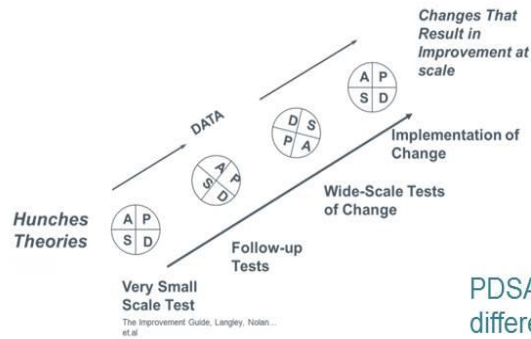 Changes That
Result in
Improvement at
scale
DATA
A P
S D
D S
P A
Implementation of
Change
A P
S D
Wide-Scale Tests
of Change
Hunches
Theories
A P
S D
Follow-up
Tests
Very Small
Scale Test
The Improvement Guide, Langley, Nolan…
et.al
PDSA
differe